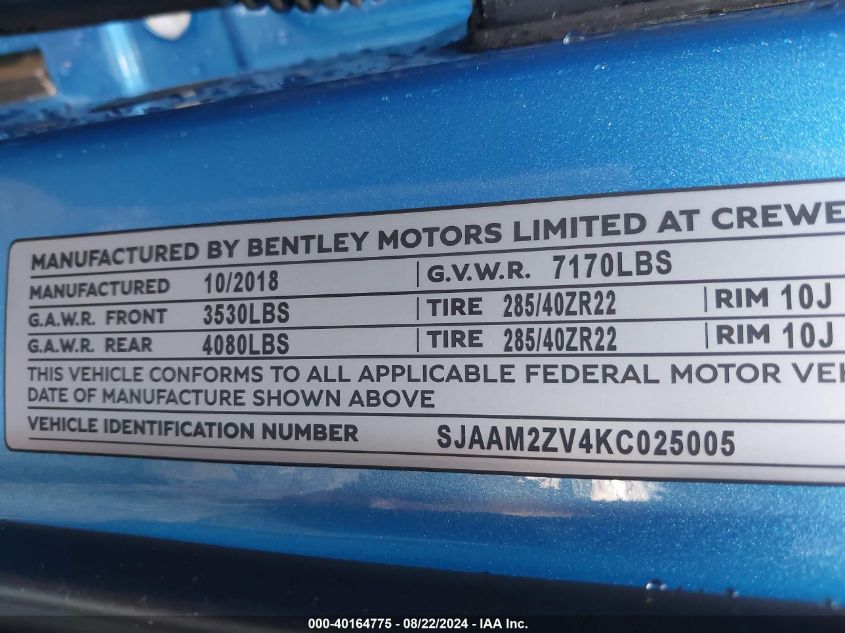 MANUFACTURED BY BENTLEY MOTORS LIMITED AT CREWE
MANUFACTURED 10/2018 G.V.W.R. 7170LBS
G.A.W.R. FRONT 3530LBS TIRE 285/40ZR22 RIM 10J
G.A.W.R. REAR 4080LBS TIRE 285/40ZR22 RIM 10J
THIS VEHICLE CONFORMS TO ALL APPLICABLE FEDERAL MOTOR VEH
DATE OF MANUFACTURE SHOWN ABOVE
VEHICLE IDENTIFICATION NUMBER SJAAM2ZV4KC025005
000-40164775 - 08/22/2024 - IAA Inc.